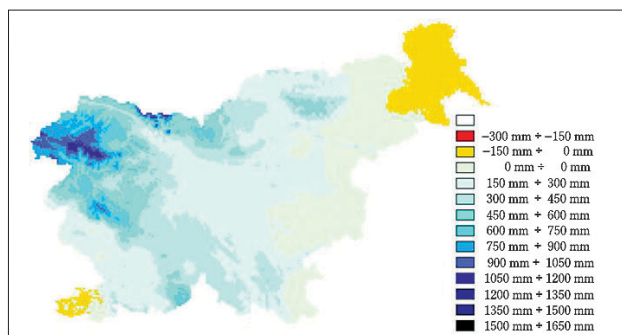 −300 mm ÷ −150 mm
−150 mm ÷ 0 mm
0 mm ÷ 0 mm
150 mm ÷ 300 mm
300 mm ÷ 450 mm
450 mm ÷ 600 mm
600 mm ÷ 750 mm
750 mm ÷ 900 mm
900 mm ÷ 1050 mm
1050 mm ÷ 1200 mm
1200 mm ÷ 1350 mm
1350 mm ÷ 1500 mm
1500 mm ÷ 1650 mm